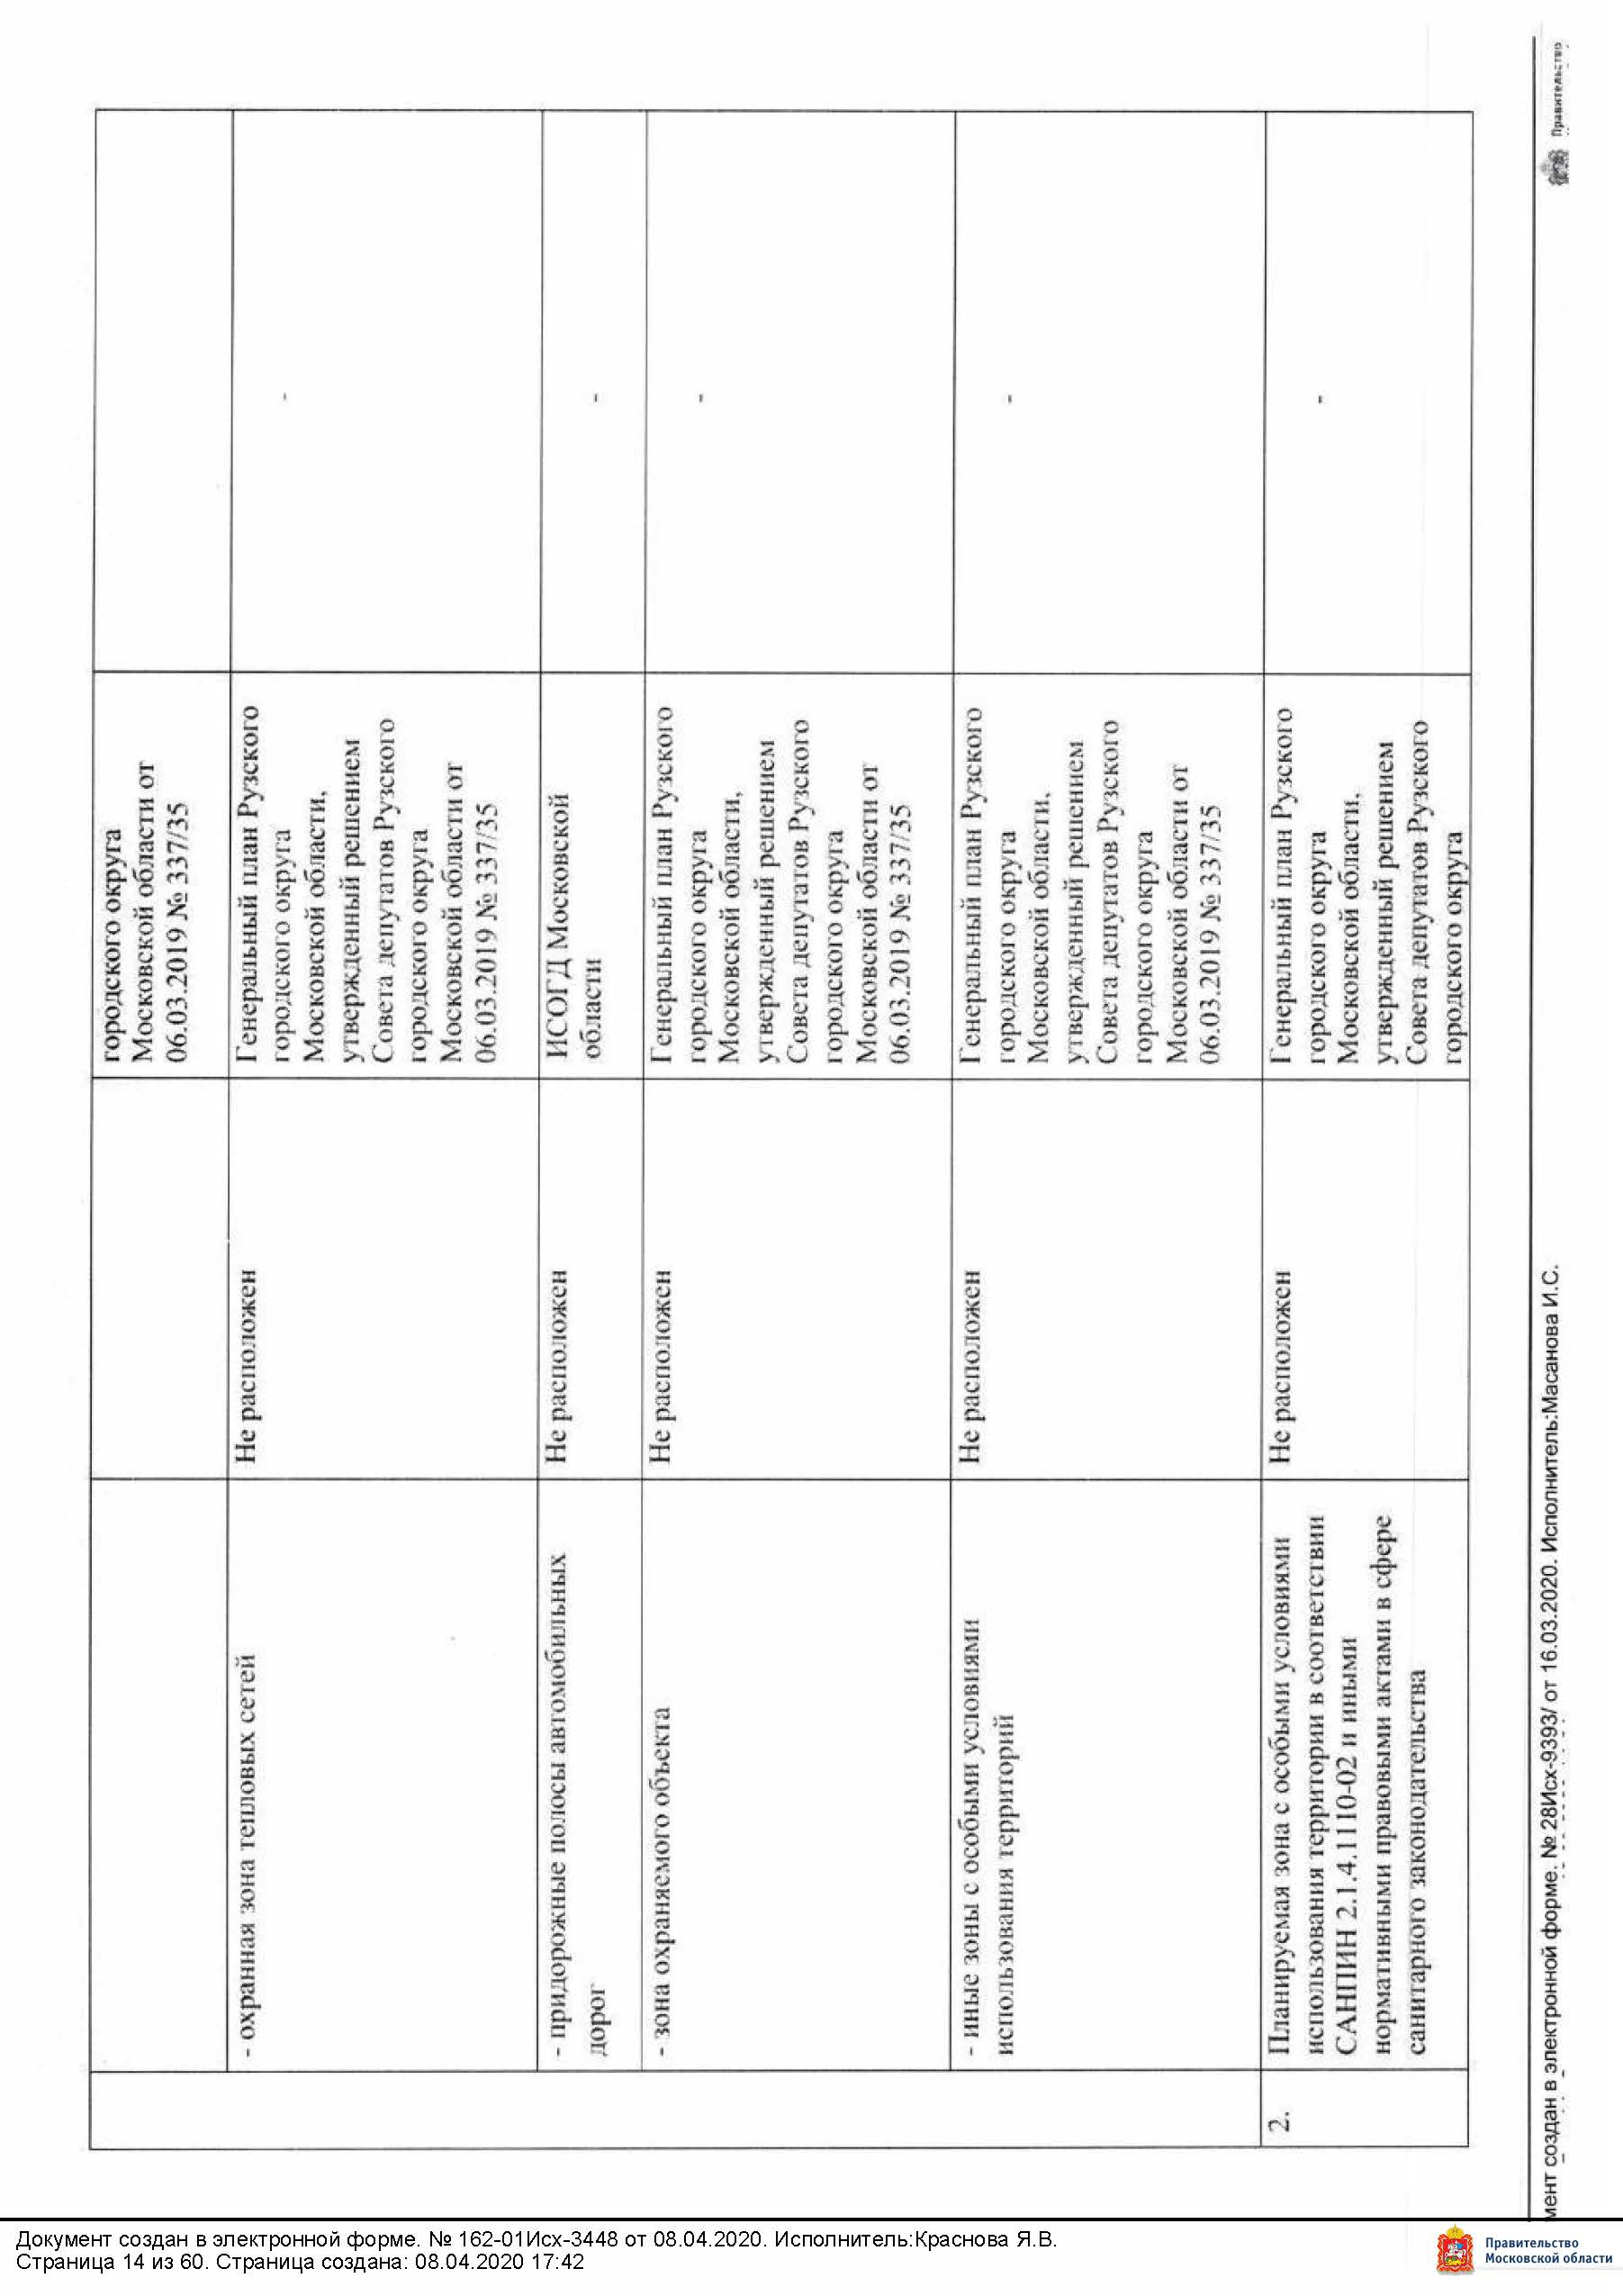 городского округа
Московской области от
06.03.2019 № 337/35
- охранная зона тепловых сетей
Не расположен
Генеральный план Рузского
городского округа
Московской области,
утвержденный решением
Совета депутатов Рузского
городского округа
Московской области от
06.03.2019 № 337/35
-
- придорожные полосы автомобильных
дорог
Не расположен
ИСОГД Московской
области
-
- зона охраняемого объекта
Не расположен
Генеральный план Рузского
городского округа
Московской области,
утвержденный решением
Совета депутатов Рузского
городского округа
Московской области от
06.03.2019 № 337/35
-
- иные зоны с особыми условиями
использования территорий
Не расположен
Генеральный план Рузского
городского округа
Московской области,
утвержденный решением
Совета депутатов Рузского
городского округа
Московской области от
06.03.2019 № 337/35
-
2.
Планируемая зона с особыми условиями
использования территории в соответствии
САНПИН 2.1.4.1110-02 и иными
нормативными правовыми актами в сфере
санитарного законодательства
Не расположен
Генеральный план Рузского
городского округа
Московской области,
утвержденный решением
Совета депутатов Рузского
городского округа
-
мент создан в электронной форме. № 28Исх-9393/ от 16.03.2020. Исполнитель:Масанова И.С.
Правительство
Документ создан в электронной форме. № 162-01Исх-3448 от 08.04.2020. Исполнитель:Краснова Я.В.
Страница 14 из 60. Страница создана: 08.04.2020 17:42
Правительство
Московской области